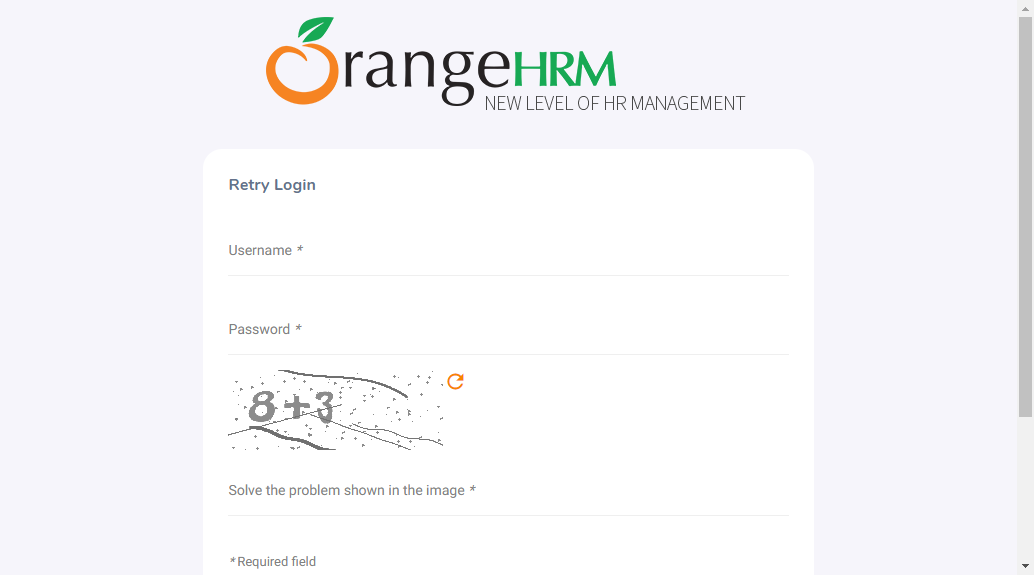 OrangeHRM
NEW LEVEL OF HR MANAGEMENT
Retry Login
Username *
Password *
8+3
Solve the problem shown in the image *
*Required field